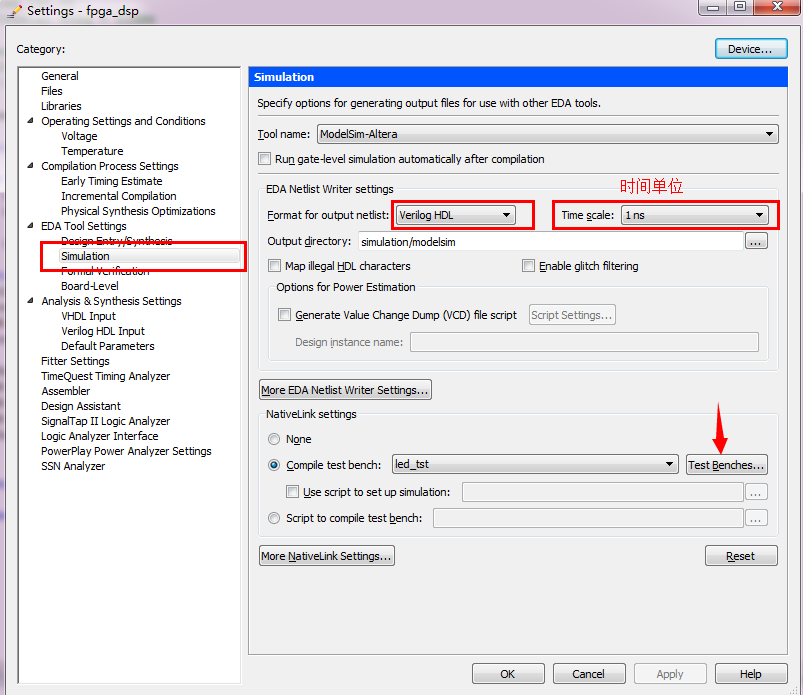 Settings - fpga_dsp
Category:
Device...
General
Files
Libraries
Operating Settings and Conditions
Voltage
Temperature
Compilation Process Settings
Early Timing Estimate
Incremental Compilation
Physical Synthesis Optimizations
EDA Tool Settings
Design Entry/Synthesis
Simulation
Formal Verification
Board-Level
Analysis & Synthesis Settings
VHDL Input
Verilog HDL Input
Default Parameters
Fitter Settings
TimeQuest Timing Analyzer
Assembler
Design Assistant
SignalTap II Logic Analyzer
Logic Analyzer Interface
PowerPlay Power Analyzer Settings
SSN Analyzer
Simulation
Specify options for generating output files for use with other EDA tools.
Tool name: ModelSim-Altera
Run gate-level simulation automatically after compilation
EDA Netlist Writer settings
时间单位
Format for output netlist: Verilog HDL Time scale: 1 ns
Output directory: simulation/modelsim ...
Map illegal HDL characters Enable glitch filtering
Options for Power Estimation
Generate Value Change Dump (VCD) file script Script Settings...
Design instance name:
More EDA Netlist Writer Settings...
NativeLink settings
None
Compile test bench: led_tst Test Benches...
Use script to set up simulation: ...
Script to compile test bench: ...
More NativeLink Settings... Reset
OK Cancel Apply Help